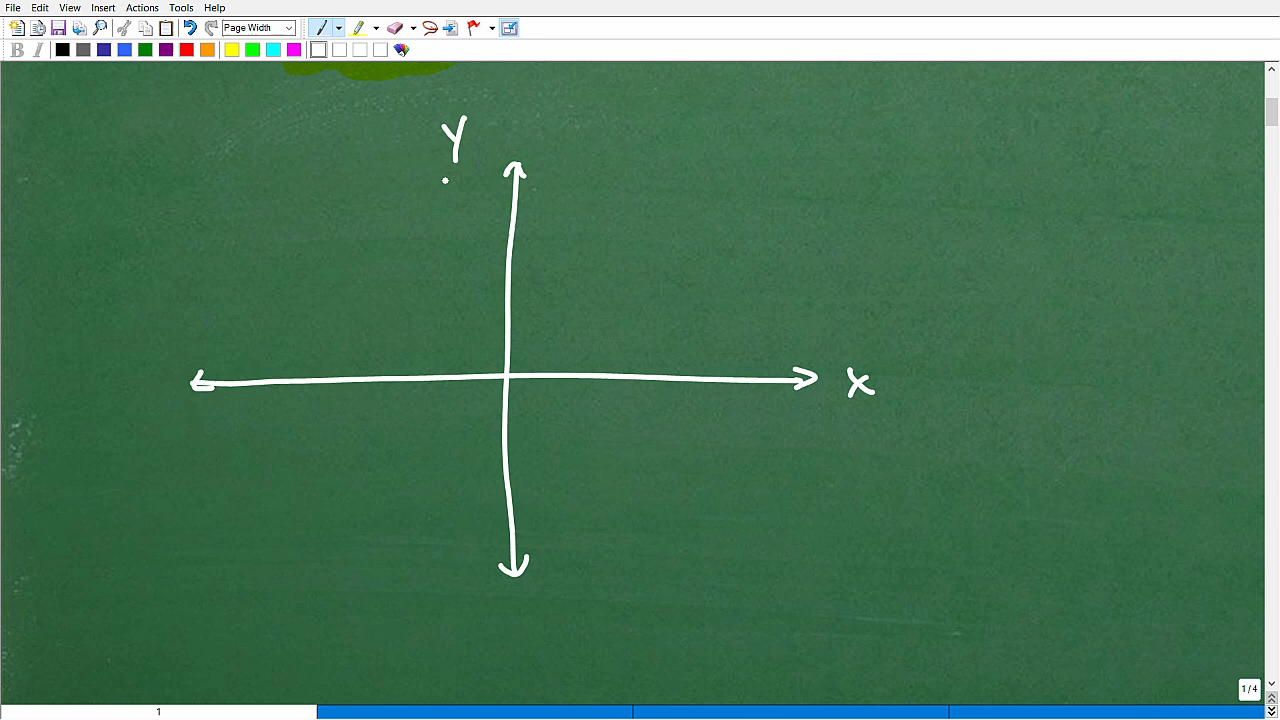 File Edit View Insert Actions Tools Help
Page Width
B I
Y
X
1 / 4
1